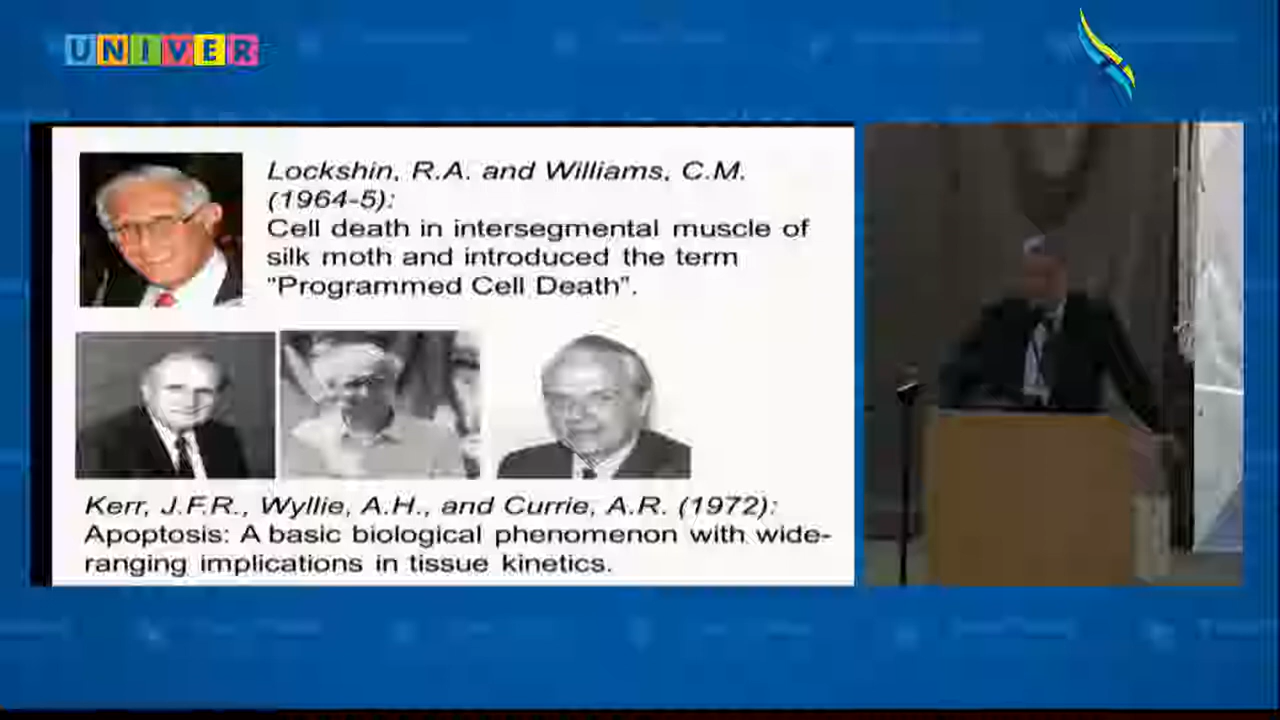 UNIVER
Lockshin, R.A. and Williams, C.M.
(1964-5):
Cell death in intersegmental muscle of
silk moth and introduced the term
"Programmed Cell Death".
Kerr, J.F.R., Wyllie, A.H., and Currie, A.R. (1972):
Apoptosis: A basic biological phenomenon with wide-
ranging implications in tissue kinetics.